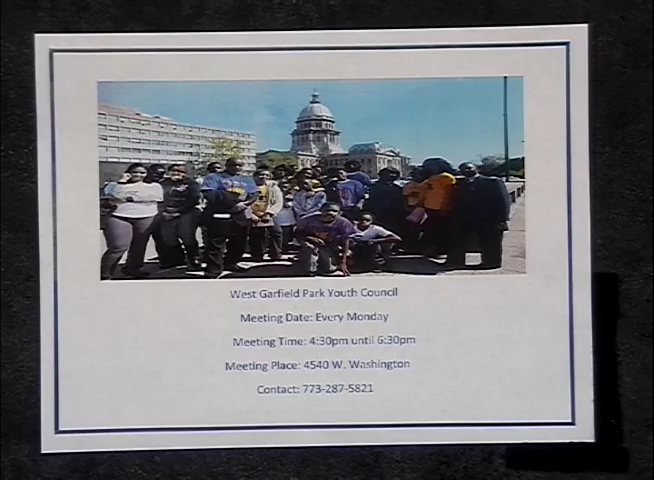 West Garfield Park Youth Council
Meeting Date: Every Monday
Meeting Time: 4:30pm until 6:30pm
Meeting Place: 4540 W. Washington
Contact: 773-287-5821